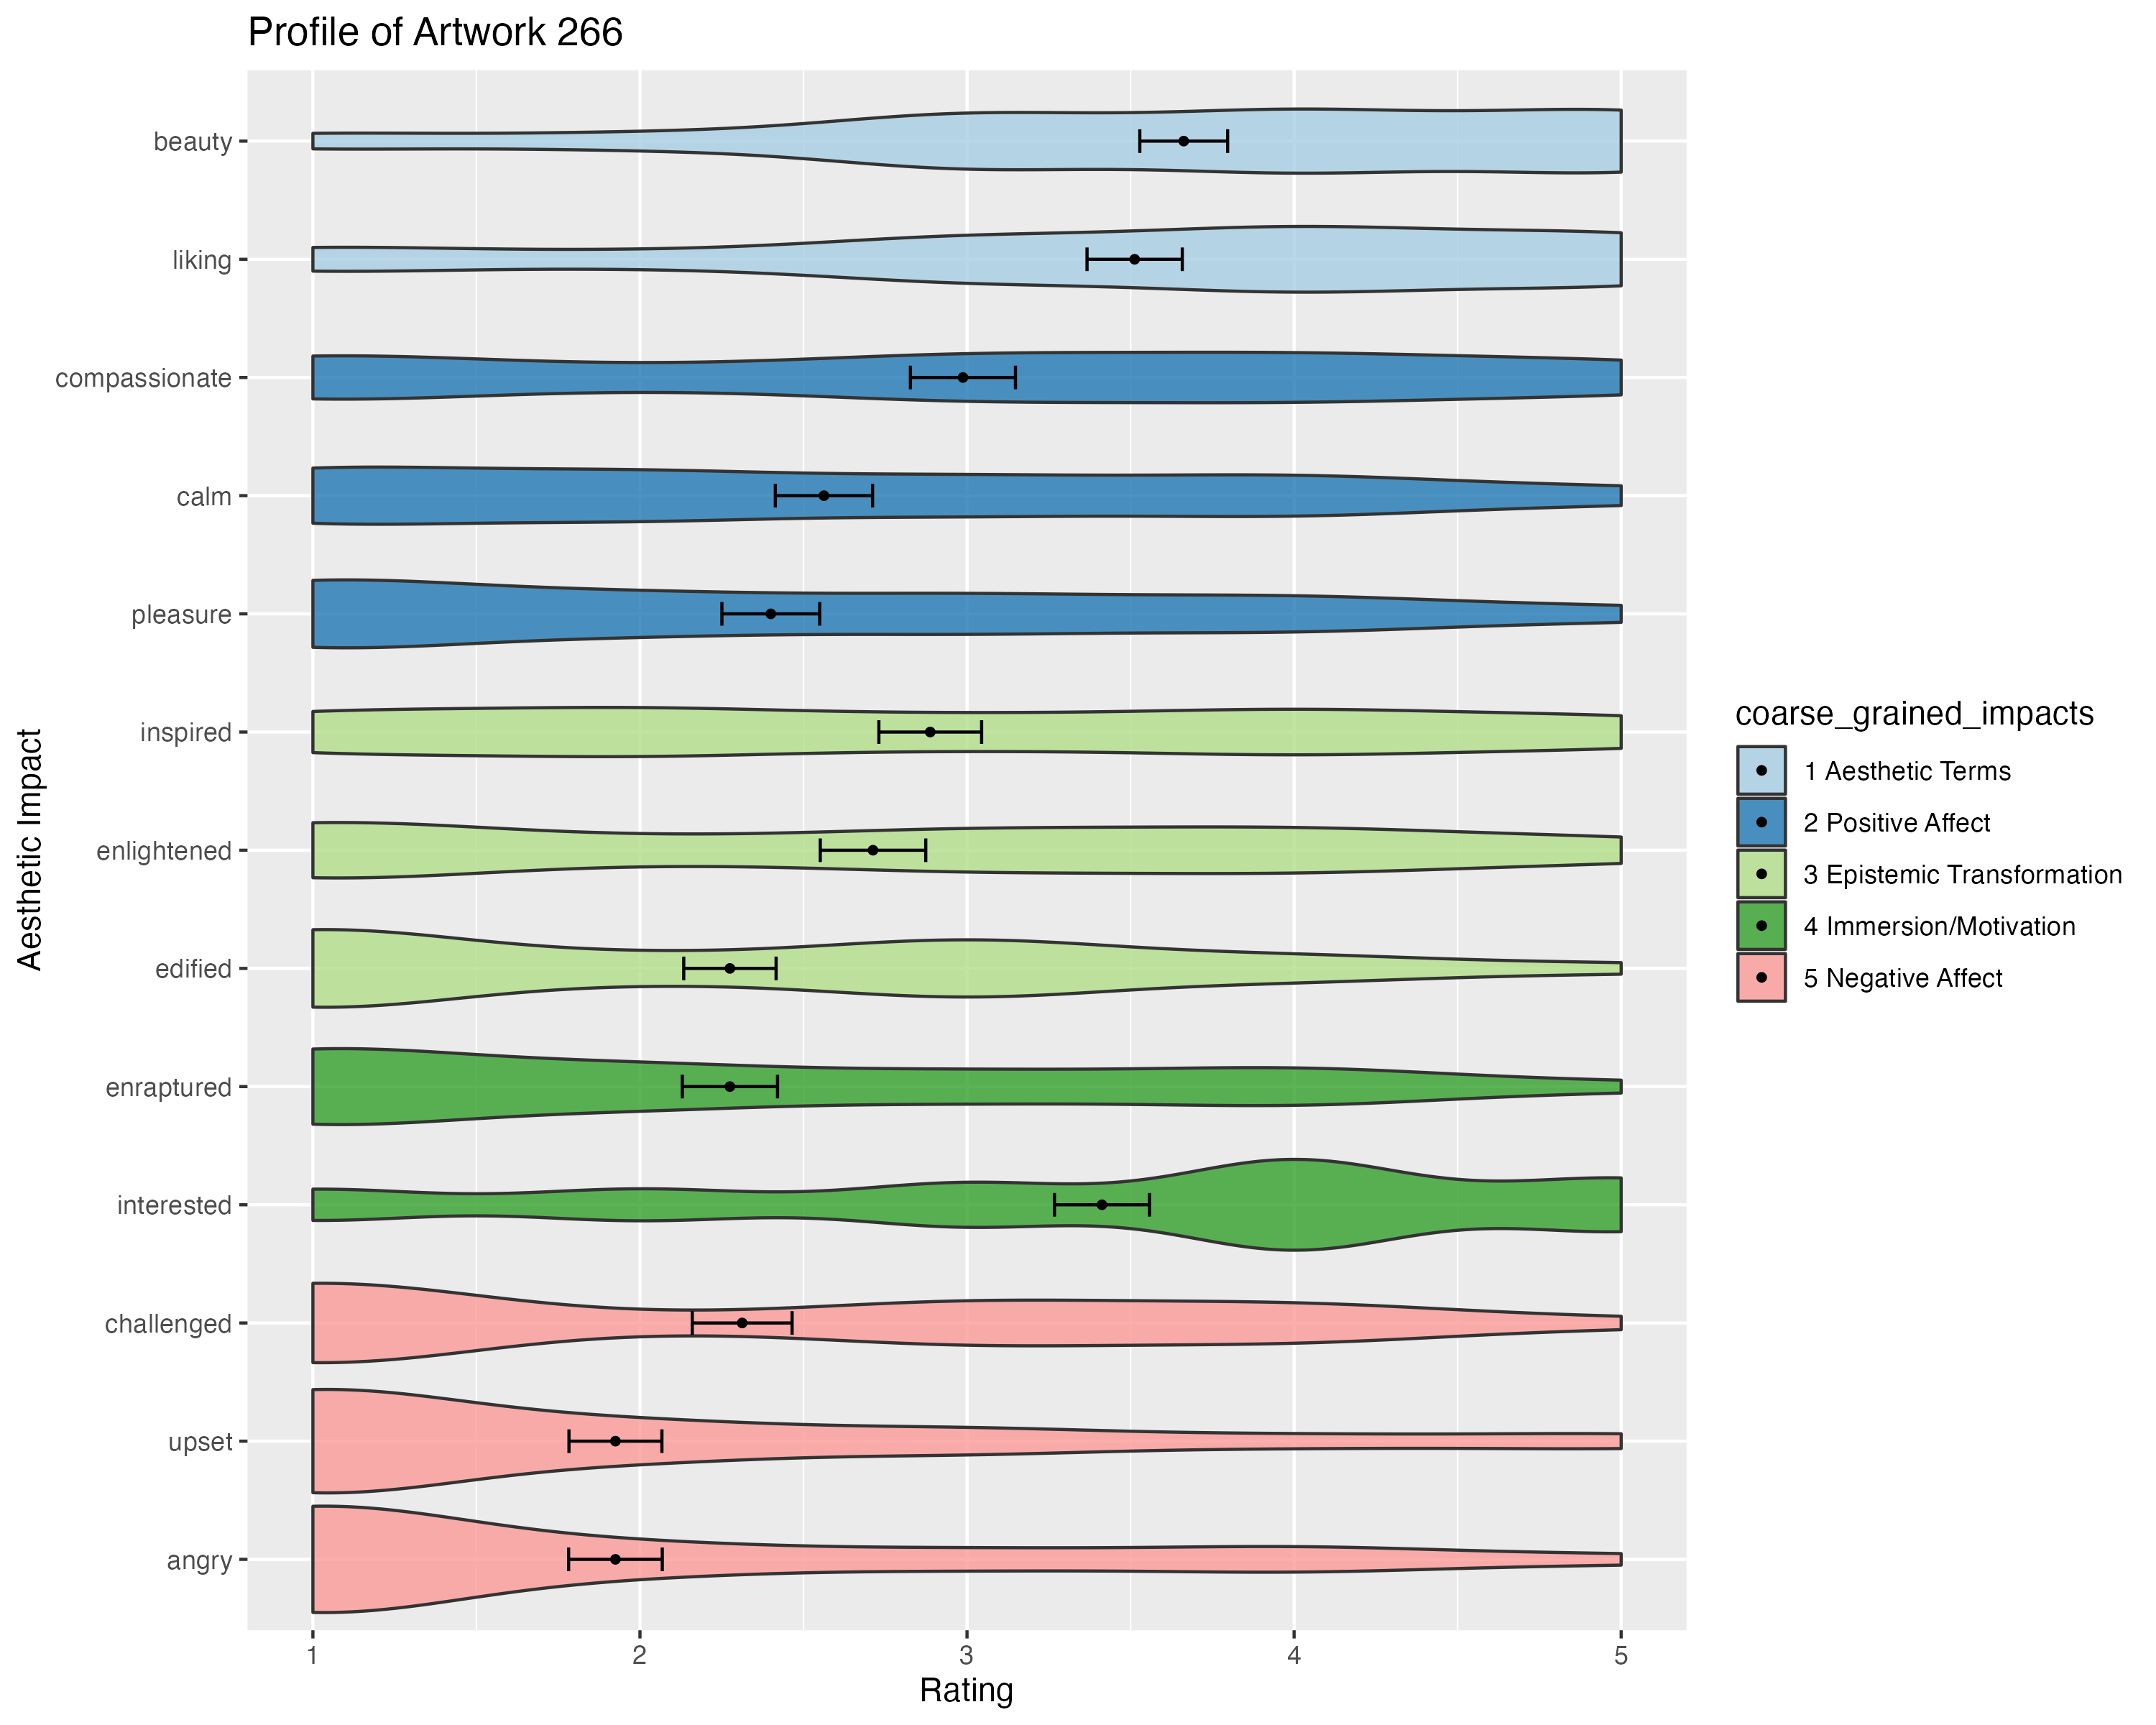 Profile of Artwork 266
Aesthetic Impact
beauty
liking
compassionate
calm
pleasure
inspired
enlightened
edified
enraptured
interested
challenged
upset
angry
1 2 3 4 5
Rating
coarse_grained_impacts
1 Aesthetic Terms
2 Positive Affect
3 Epistemic Transformation
4 Immersion/Motivation
5 Negative Affect